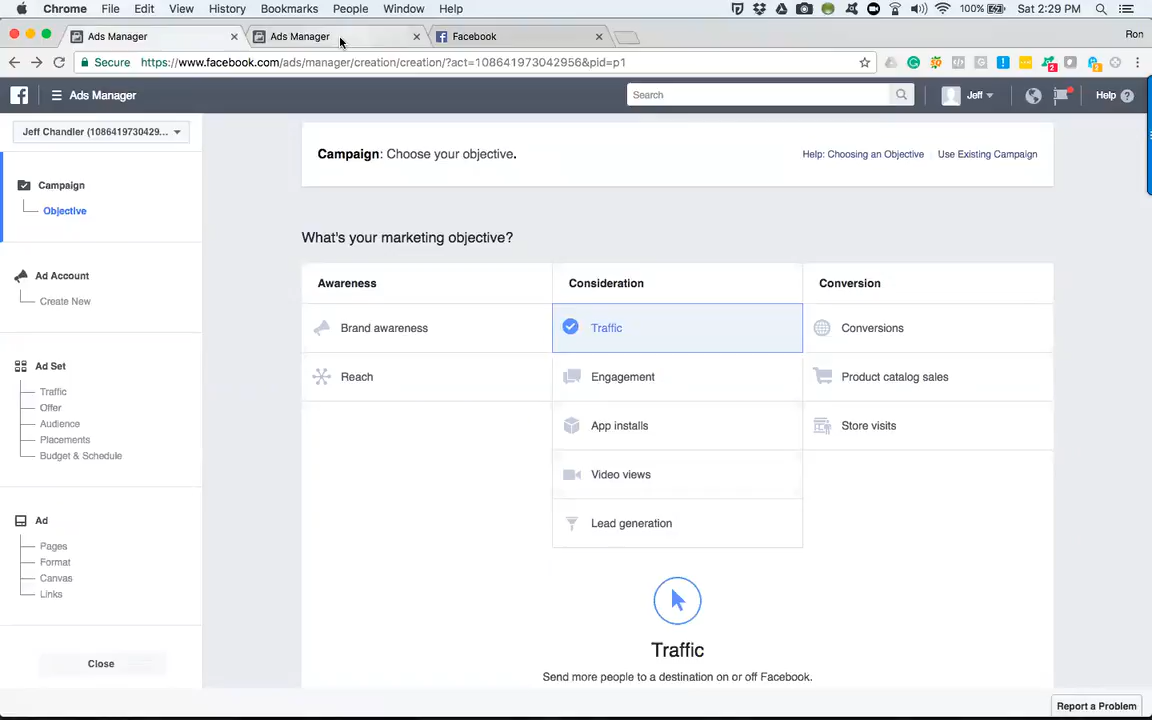 Chrome File Edit View History Bookmarks People Window Help 100% Sat 2:29 PM
Ads Manager Ads Manager Facebook Ron
Secure https://www.facebook.com/ads/manager/creation/creation/?act=108641973042956&pid=p1
Ads Manager Search Jeff Help
Jeff Chandler (1086419730429...
Campaign: Choose your objective. Help: Choosing an Objective Use Existing Campaign
Campaign
Objective
What's your marketing objective?
Ad Account
Create New
Awareness Consideration Conversion
Brand awareness Traffic Conversions
Reach Engagement Product catalog sales
App installs Store visits
Video views
Lead generation
Ad Set
Traffic
Offer
Audience
Placements
Budget & Schedule
Ad
Pages
Format
Canvas
Links
Close
Traffic
Send more people to a destination on or off Facebook.
Report a Problem